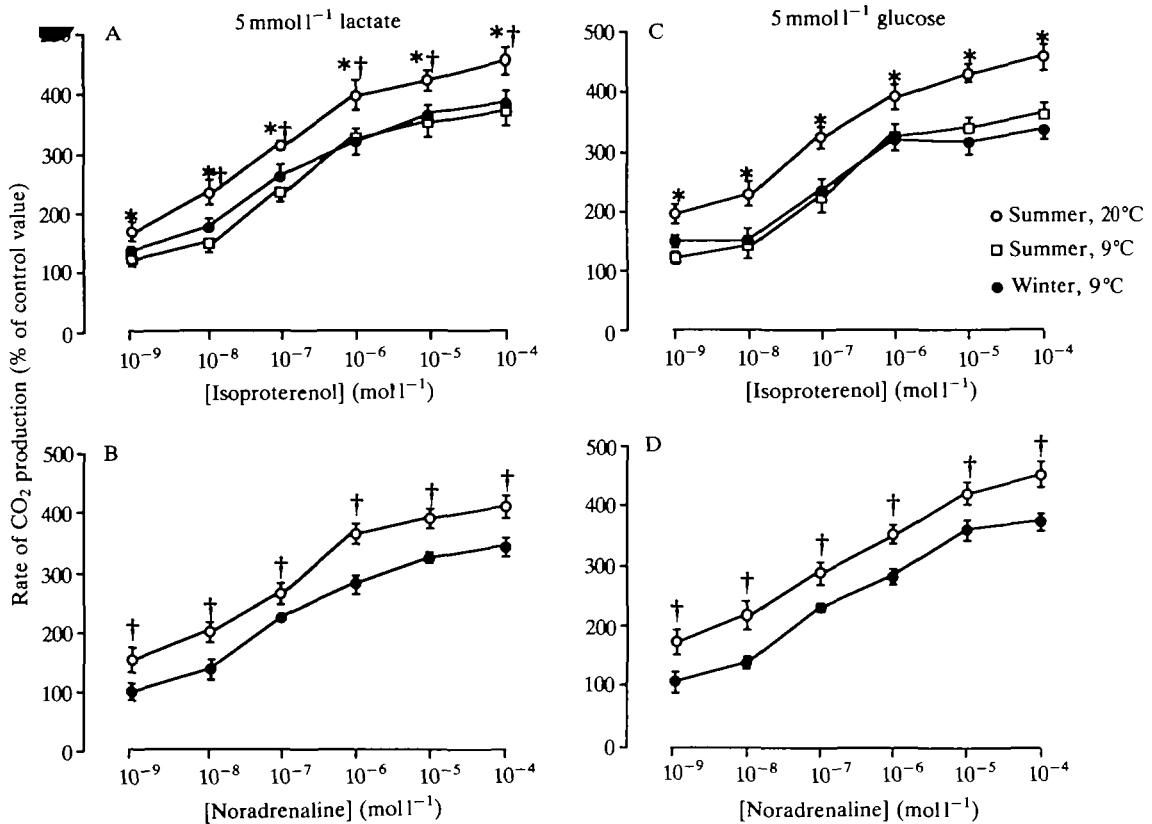 A
5 mmol l⁻¹ lactate
*
*†
*†
*†
*†
*†
400
300
200
100
0
10⁻⁹ 10⁻⁸ 10⁻⁷ 10⁻⁶ 10⁻⁵ 10⁻⁴
[Isoproterenol] (mol l⁻¹)
C
5 mmol l⁻¹ glucose
* * * * * *
500
400
300
200
100
0
Summer, 20°C
Summer, 9°C
Winter, 9°C
10⁻⁹ 10⁻⁸ 10⁻⁷ 10⁻⁶ 10⁻⁵ 10⁻⁴
[Isoproterenol] (mol l⁻¹)
Rate of CO₂ production (% of control value)
B
† † † † † †
500
400
300
200
100
0
10⁻⁹ 10⁻⁸ 10⁻⁷ 10⁻⁶ 10⁻⁵ 10⁻⁴
[Noradrenaline] (mol l⁻¹)
D
† † † † † †
500
400
300
200
100
0
10⁻⁹ 10⁻⁸ 10⁻⁷ 10⁻⁶ 10⁻⁵ 10⁻⁴
[Noradrenaline] (mol l⁻¹)